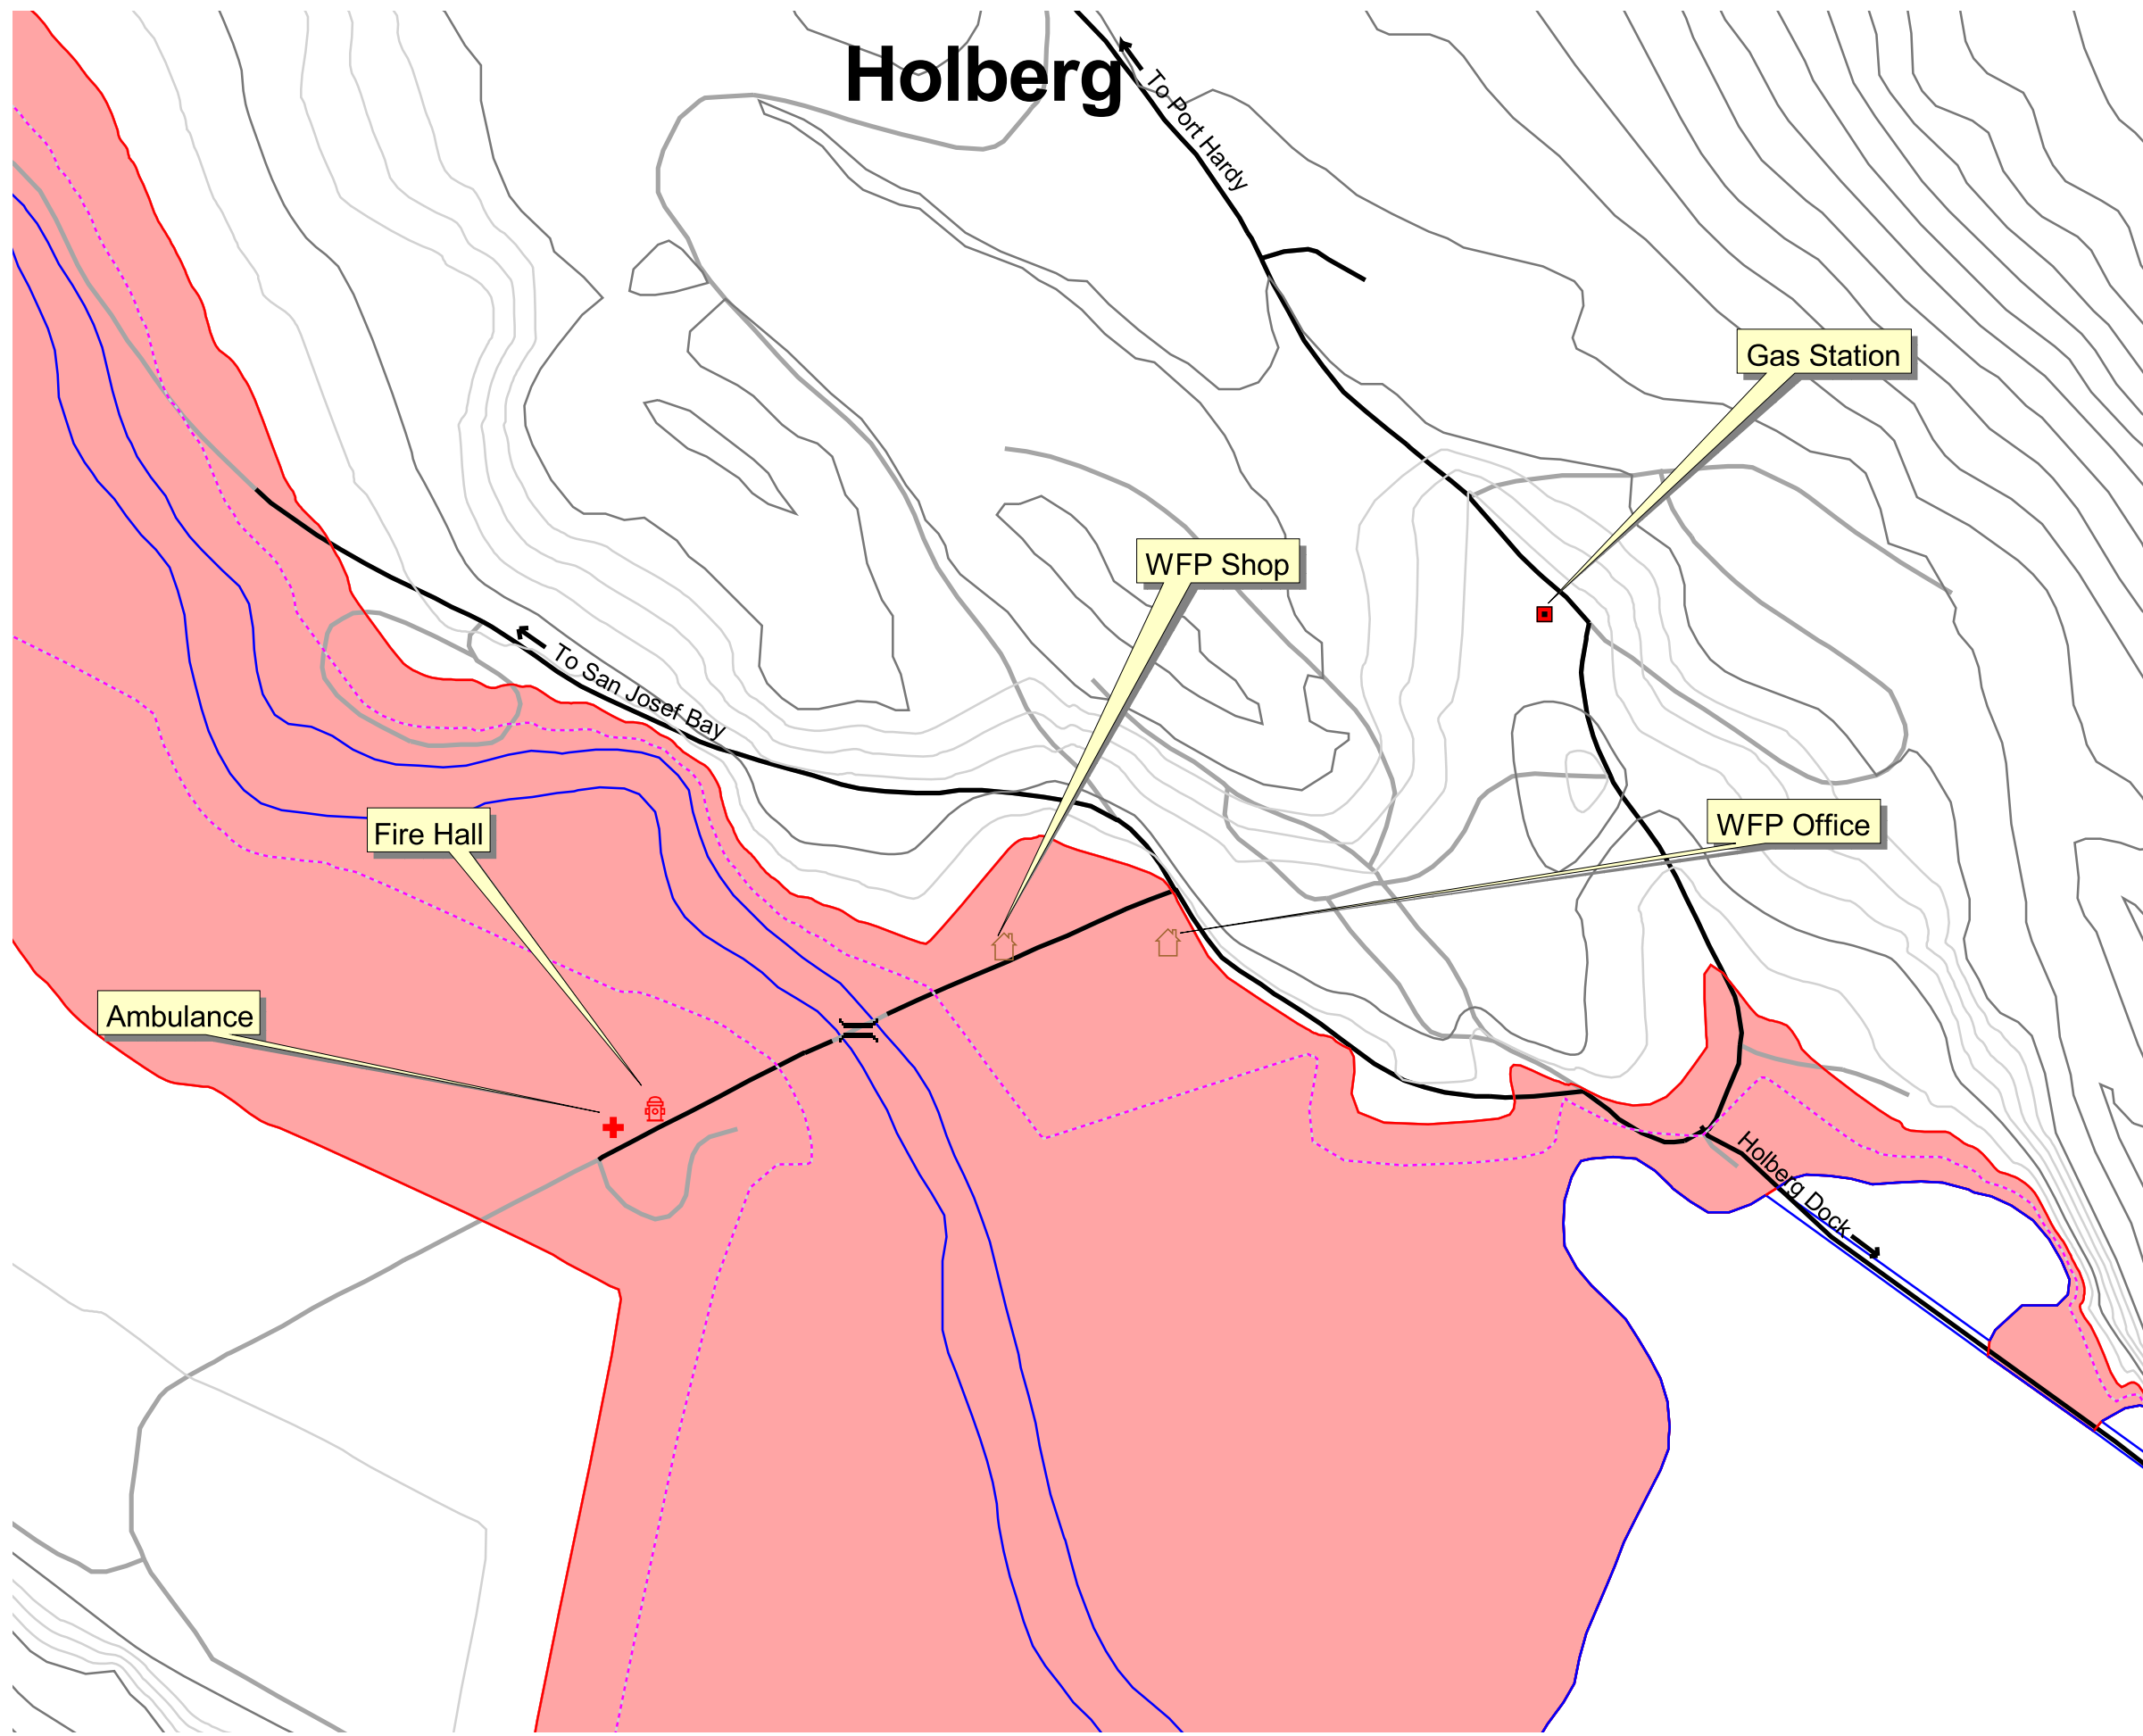 Holberg
To Port Hardy
Gas Station
WFP Shop
To San Josef Bay
WFP Office
Fire Hall
Ambulance
Holberg Dock